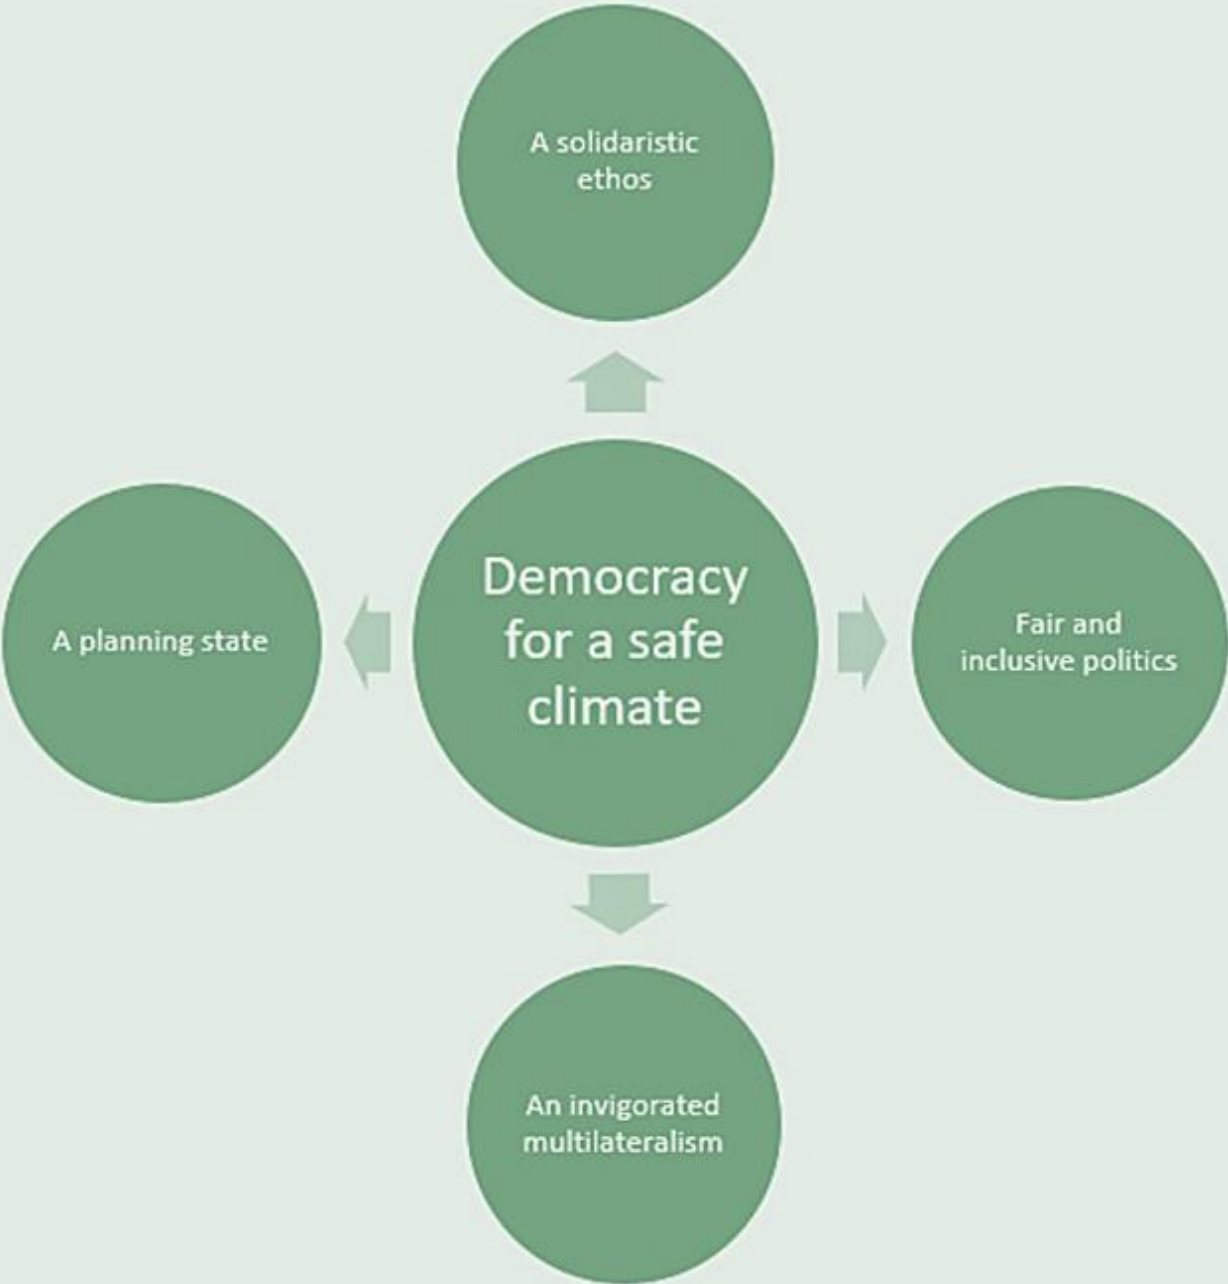 A solidaristic
ethos
Democracy
for a safe
climate
A planning state
Fair and
inclusive politics
An invigorated
multilateralism